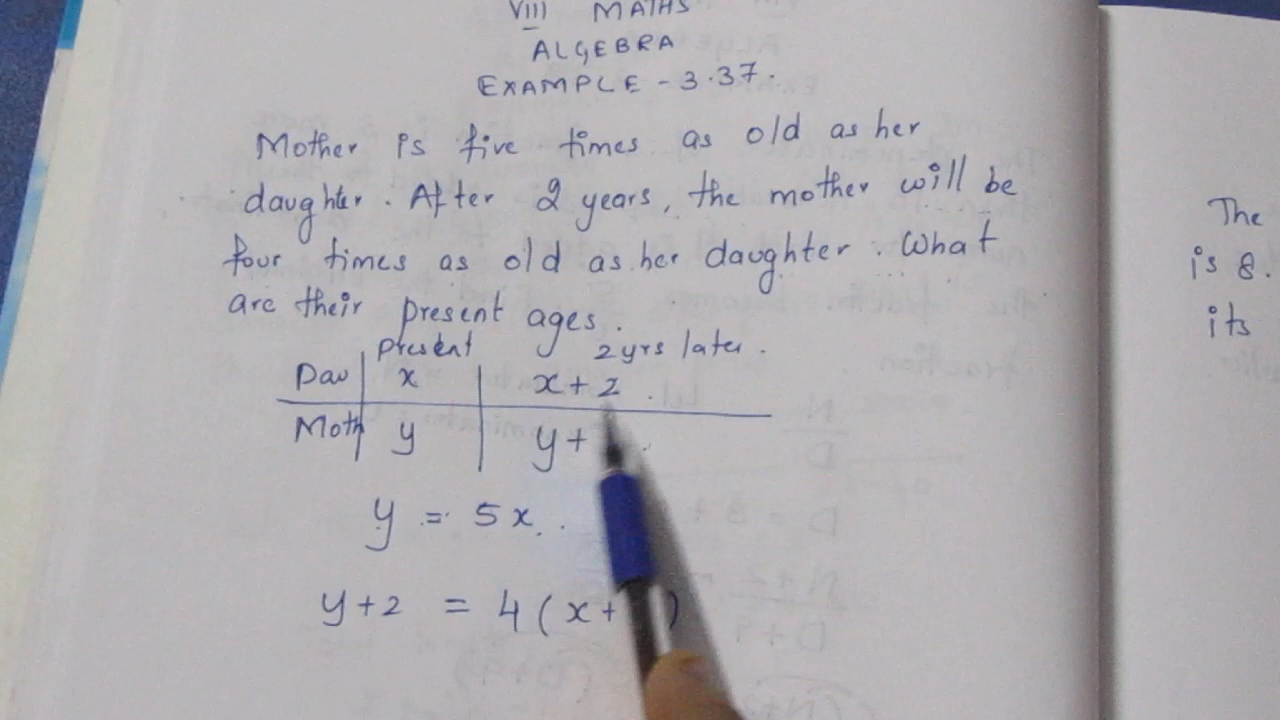 VIII MATHS
ALGEBRA
EXAMPLE - 3.37.
Mother is five times as old as her
daughter. After 2 years, the mother will be
four times as old as her daughter. What
are their present ages.
present 2 yrs later.
Dau x x+2.
Moth y y+
y = 5x.
y+2 = 4(x+ )
The
is 8.
its